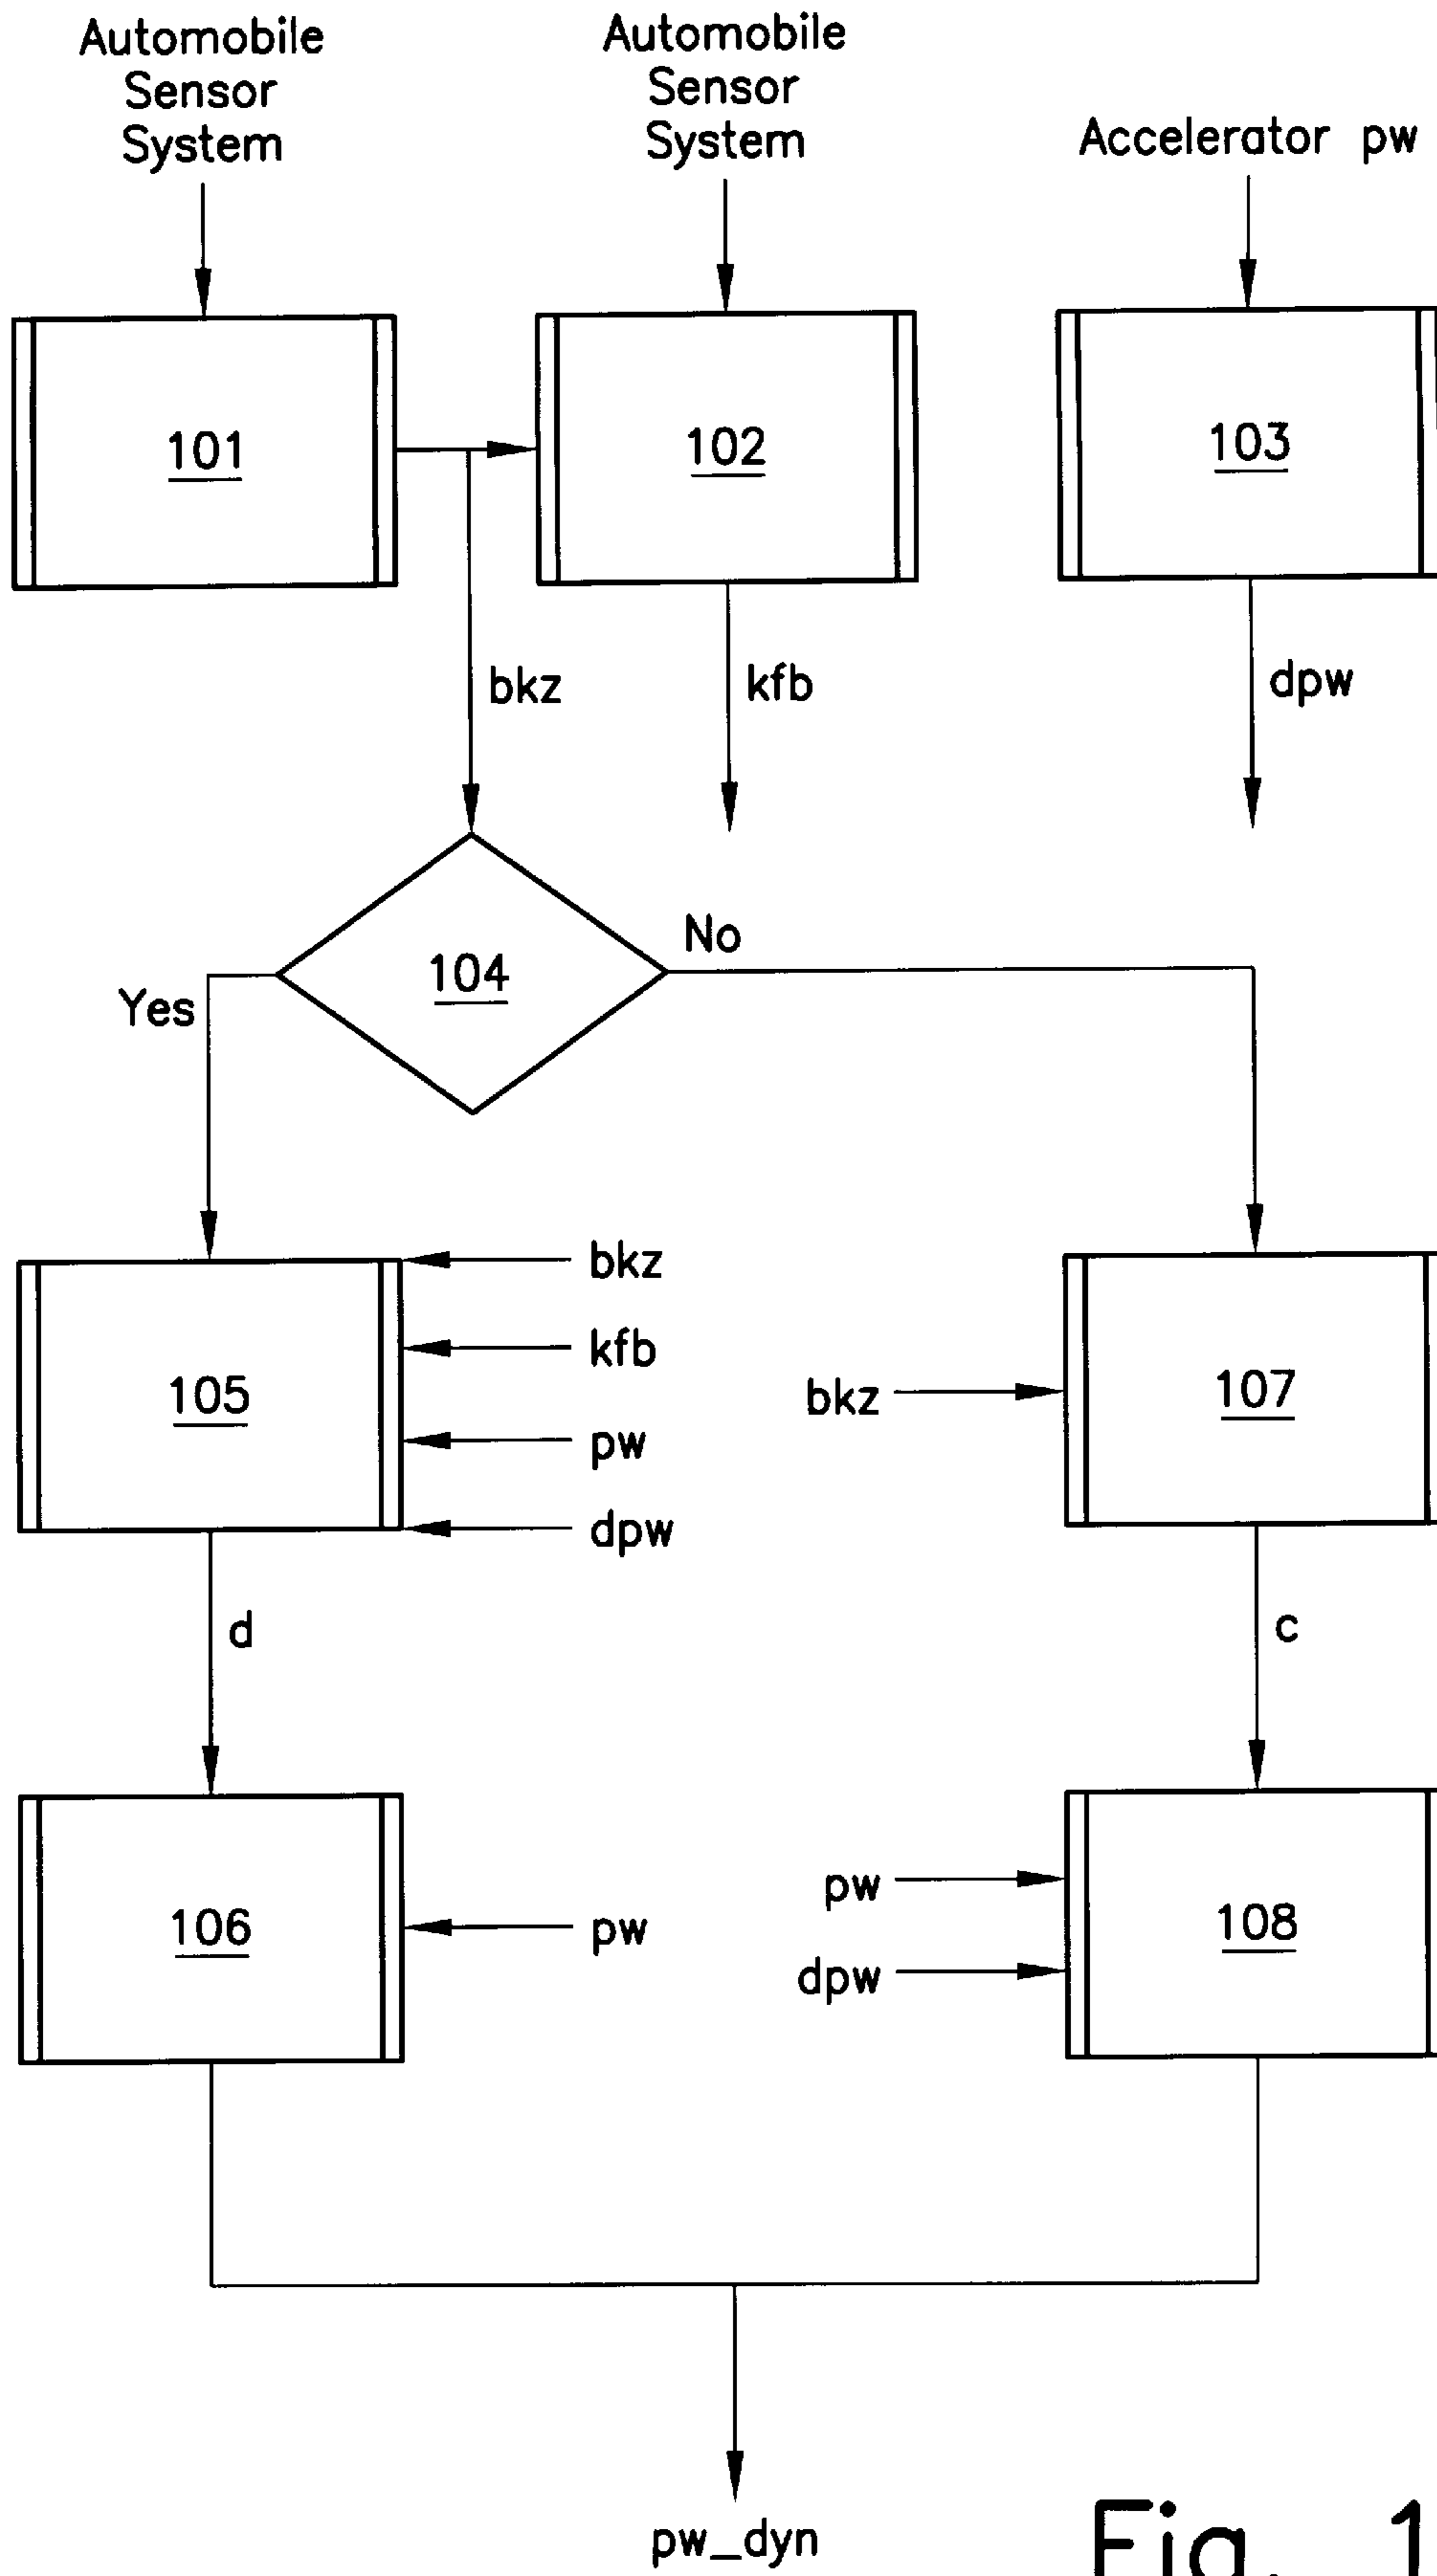 Automobile
Sensor
System
Automobile
Sensor
System
Accelerator pw
101
102
103
bkz
kfb
dpw
104
Yes
No
105
bkz
kfb
pw
dpw
bkz
107
d
c
106
pw
pw
dpw
108
pw_dyn
Fig. 1